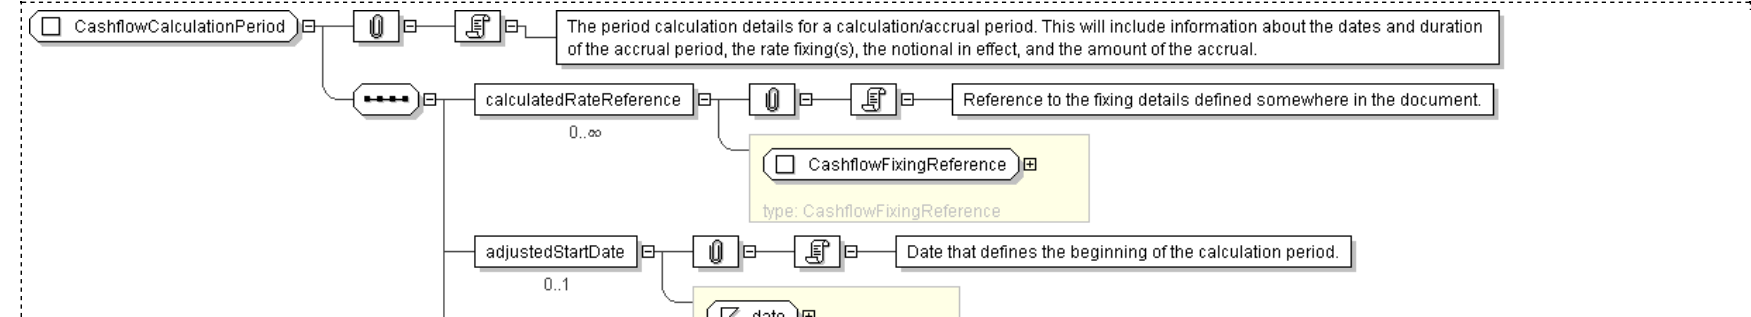 CashflowCalculationPeriod
The period calculation details for a calculation/accrual period. This will include information about the dates and duration
of the accrual period, the rate fixing(s), the notional in effect, and the amount of the accrual.
calculatedRateReference
Reference to the fixing details defined somewhere in the document.
0..∞
CashflowFixingReference
type: CashflowFixingReference
adjustedStartDate
Date that defines the beginning of the calculation period.
0..1
date